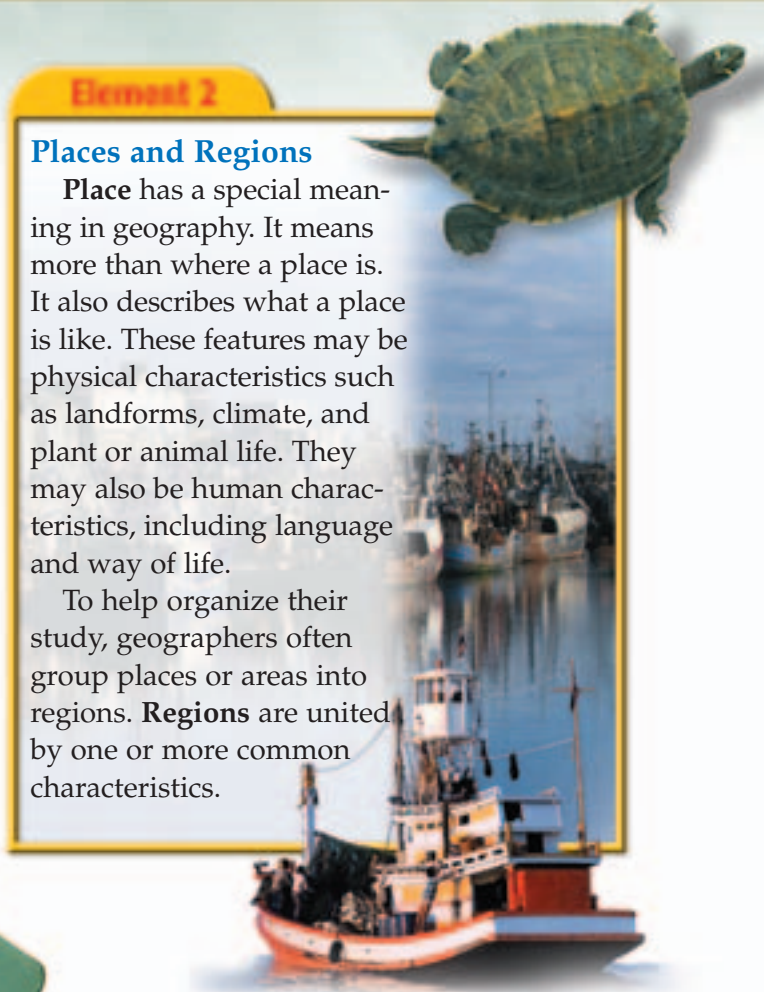 Element 2
Places and Regions
Place has a special mean-
ing in geography. It means
more than where a place is.
It also describes what a place
is like. These features may be
physical characteristics such
as landforms, climate, and
plant or animal life. They
may also be human charac-
teristics, including language
and way of life.
To help organize their
study, geographers often
group places or areas into
regions. Regions are united
by one or more common
characteristics.